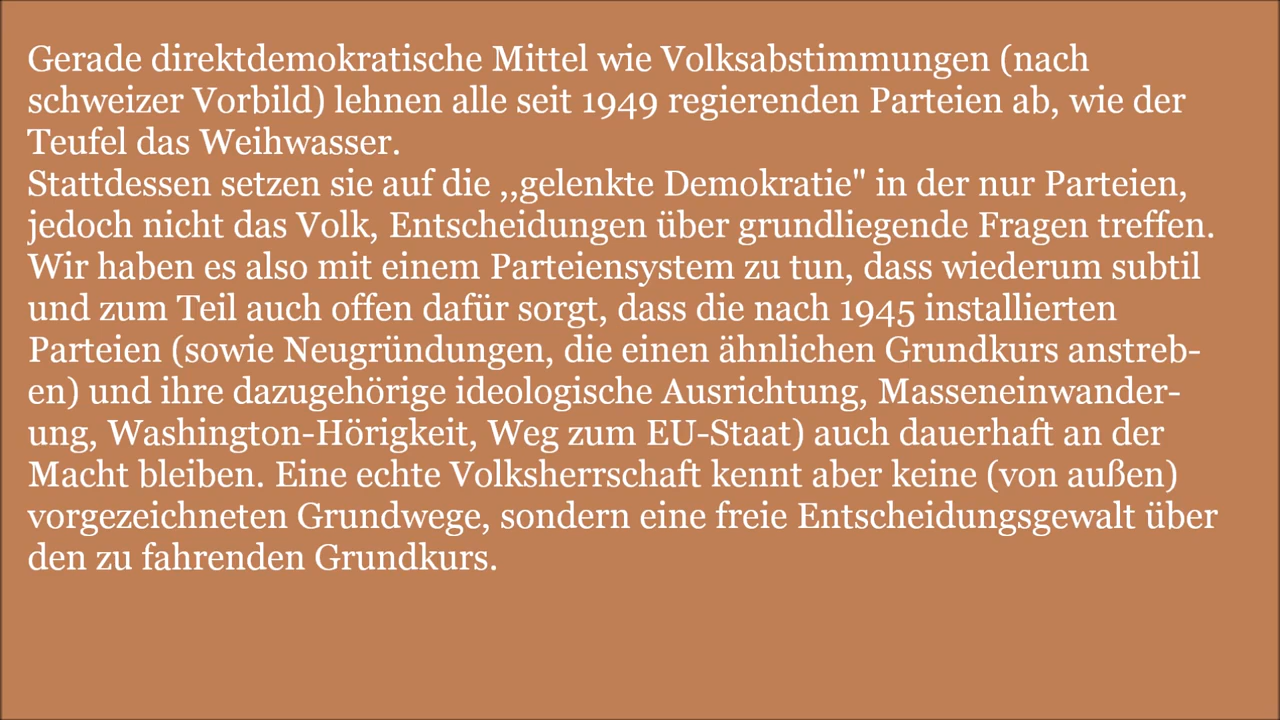 Gerade direktdemokratische Mittel wie Volksabstimmungen (nach
schweizer Vorbild) lehnen alle seit 1949 regierenden Parteien ab, wie der
Teufel das Weihwasser.
Stattdessen setzen sie auf die ,,gelenkte Demokratie" in der nur Parteien,
jedoch nicht das Volk, Entscheidungen über grundliegende Fragen treffen.
Wir haben es also mit einem Parteiensystem zu tun, dass wiederum subtil
und zum Teil auch offen dafür sorgt, dass die nach 1945 installierten
Parteien (sowie Neugründungen, die einen ähnlichen Grundkurs anstreb-
en) und ihre dazugehörige ideologische Ausrichtung, Masseneinwander-
ung, Washington-Hörigkeit, Weg zum EU-Staat) auch dauerhaft an der
Macht bleiben. Eine echte Volksherrschaft kennt aber keine (von außen)
vorgezeichneten Grundwege, sondern eine freie Entscheidungsgewalt über
den zu fahrenden Grundkurs.